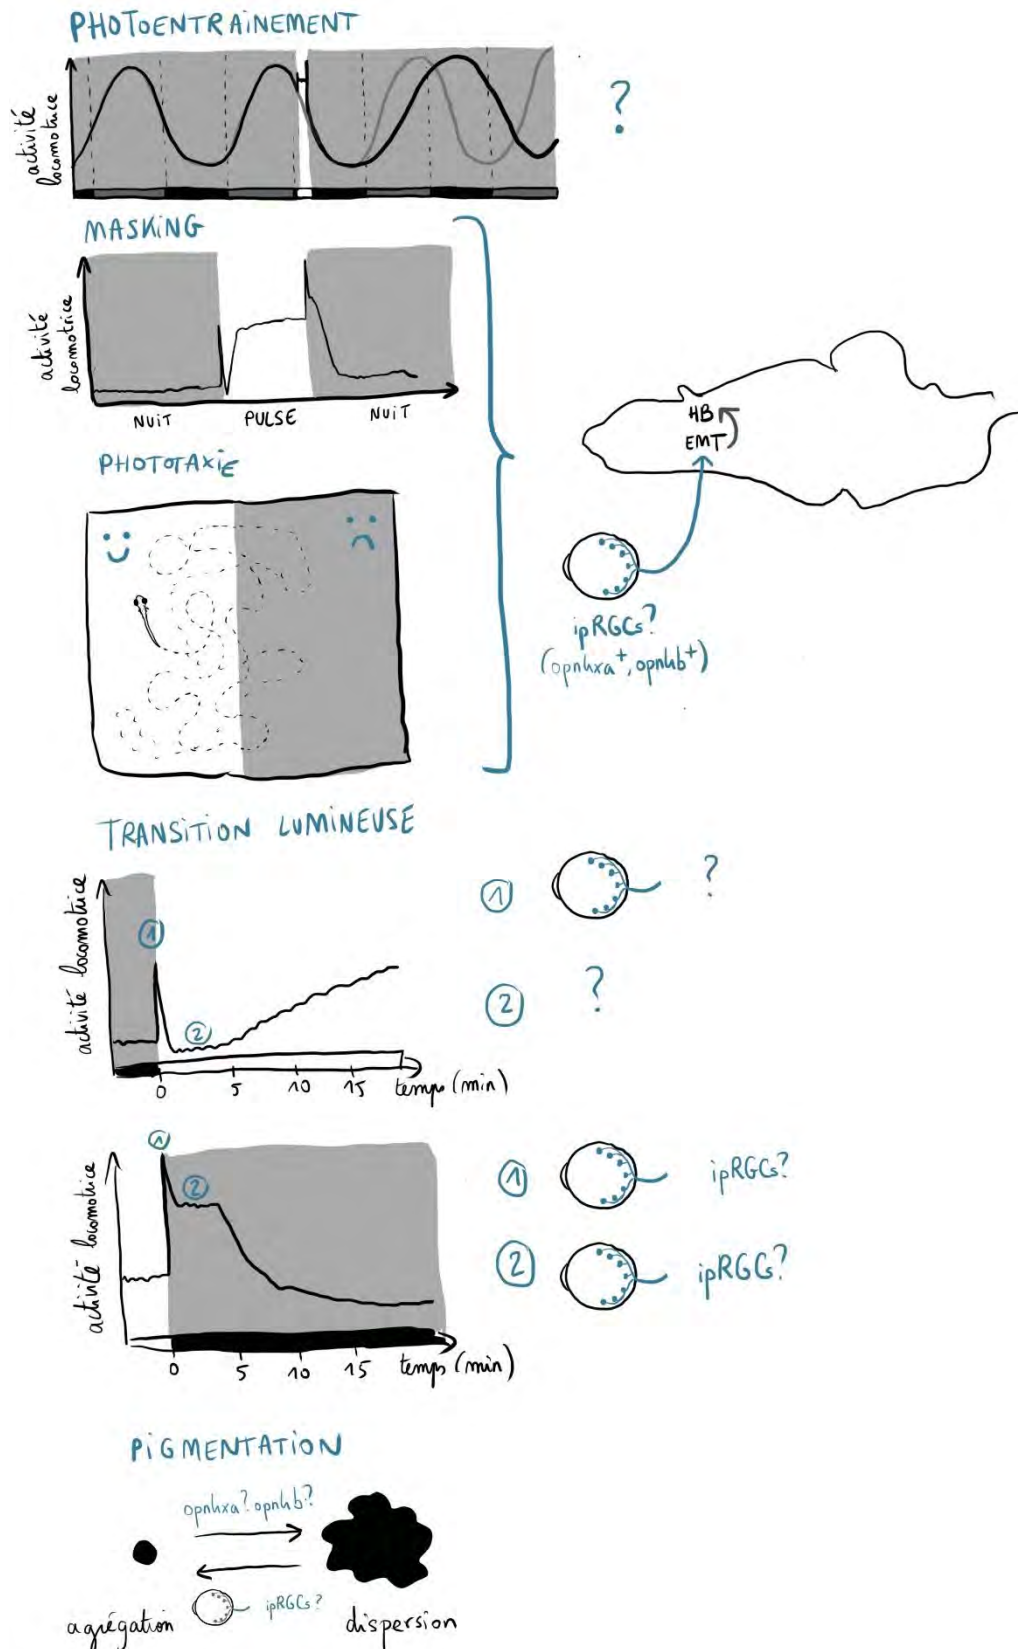 PHOTOENTRAINEMENT
activité
locomotrice
?
MASKING
activité
locomotrice
NUIT PULSE NUIT
HB
EMT
PHOTOTAXIE
ipRGCs?
(opn4xa+, opn4b+)
TRANSITION LUMINEUSE
activité locomotrice
1
2
0 5 10 15 temps (min)
1 ?
2 ?
activité locomotrice
1
2
0 5 10 15 temps (min)
1 ipRGCs?
2 ipRGCs?
PIGMENTATION
opn4xa? opn4b?
ipRGCs?
agrégation dispersion